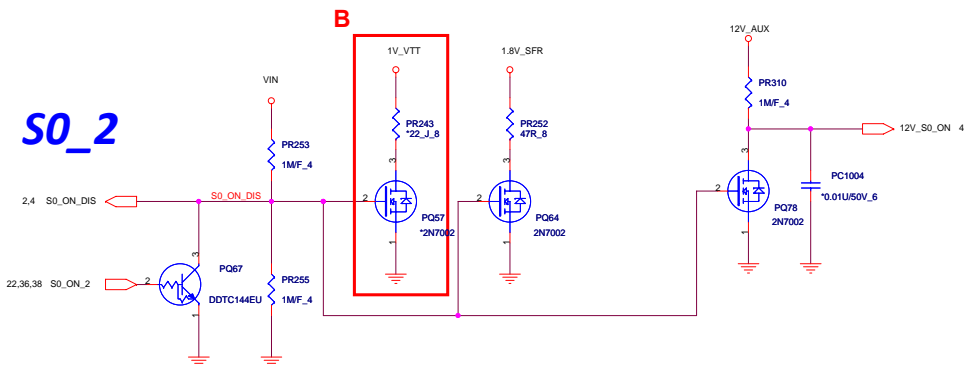 B
12V_AUX
1V_VTT
1.8V_SFR
VIN
PR310
1M/F_4
S0_2
PR243
*22_J_8
PR252
47R_8
12V_S0_ON 4
PR253
1M/F_4
3
3
3
PC1004
*0.01U/50V_6
2,4 S0_ON_DIS
S0_ON_DIS
2
2
2
PQ57
*2N7002
PQ64
2N7002
PQ78
2N7002
1
1
1
3
PQ67
PR255
1M/F_4
22,36,38 S0_ON_2
2
DDTC144EU
1